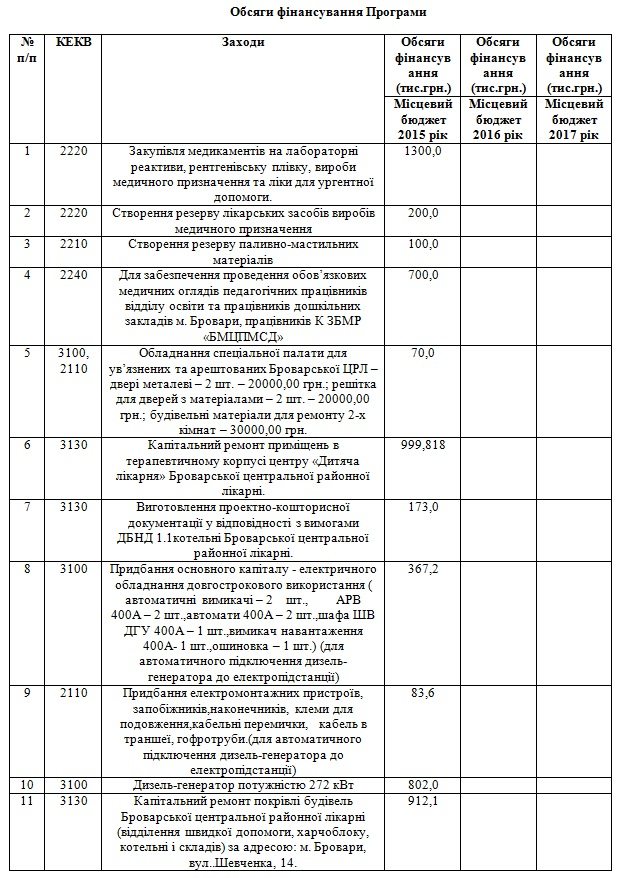 Обсяги фінансування Програми
№ КЕКВ Заходи Обсяги Обсяги Обсяги
п/п фінансув фінансув фінансув
ання ання ання
(тис.грн.) (тис.грн.) (тис.грн.)
Місцевий Місцевий Місцевий
бюджет бюджет бюджет
2015 рік 2016 рік 2017 рік
1 2220 Закупівля медикаментів на лабораторні 1300,0
реактиви, рентгенівську плівку, вироби
медичного призначення та ліки для ургентної
допомоги.
2 2220 Створення резерву лікарських засобів виробів 200,0
медичного призначення
3 2210 Створення резерву паливно-мастильних 100,0
матеріалів
4 2240 Для забезпечення проведення обов’язкових 700,0
медичних оглядів педагогічних працівників
відділу освіти та працівників дошкільних
закладів м. Бровари, працівників К ЗБМР
«БМЦПМСД»
5 3100, Обладнання спеціальної палати для 70,0
2110 ув’язнених та арештованих Броварської ЦРЛ –
двері металеві – 2 шт. – 20000,00 грн.; решітка
для дверей з матеріалами – 2 шт. – 20000,00
грн.; будівельні матеріали для ремонту 2-х
кімнат – 30000,00 грн.
6 3130 Капітальний ремонт приміщень в 999,818
терапевтичному корпусі центру «Дитяча
лікарня» Броварської центральної районної
лікарні.
7 3130 Виготовлення проектно-кошторисної 173,0
документації у відповідності з вимогами
ДБНД 1.1котельні Броварської центральної
районної лікарні.
8 3100 Придбання основного капіталу - електричного 367,2
обладнання довгострокового використання (
автоматичні вимикачі – 2 шт., АРВ
400А – 2 шт.,автомати 400А – 2 шт.,шафа ШВ
ДГУ 400А – 1 шт.,вимикач навантаження
400А- 1 шт.,ошиновка – 1 шт.) (для
автоматичного підключення дизель-
генератора до електропідстанції)
9 2110 Придбання електромонтажних пристроїв, 83,6
запобіжників,наконечників, клеми для
подовження,кабельні перемички, кабель в
траншеї, гофротруби.(для автоматичного
підключення дизель-генератора до
електропідстанції)
10 3100 Дизель-генератор потужністю 272 кВт 802,0
11 3130 Капітальний ремонт покрівлі будівель 912,1
Броварської центральної районної лікарні
(відділення швидкої допомоги, харчоблоку,
котельні і складів) за адресою: м. Бровари,
вул..Шевченка, 14.